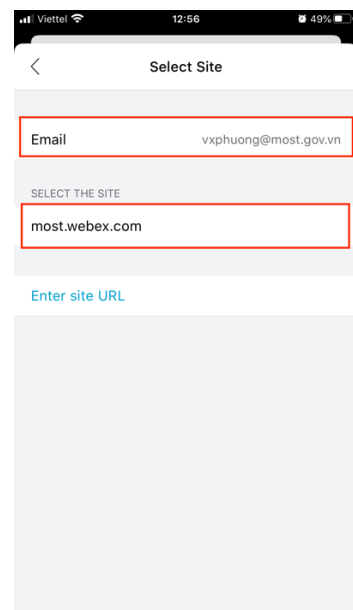 Viettel 12:56 49%
Select Site
Email vxphuong@most.gov.vn
SELECT THE SITE
most.webex.com
Enter site URL